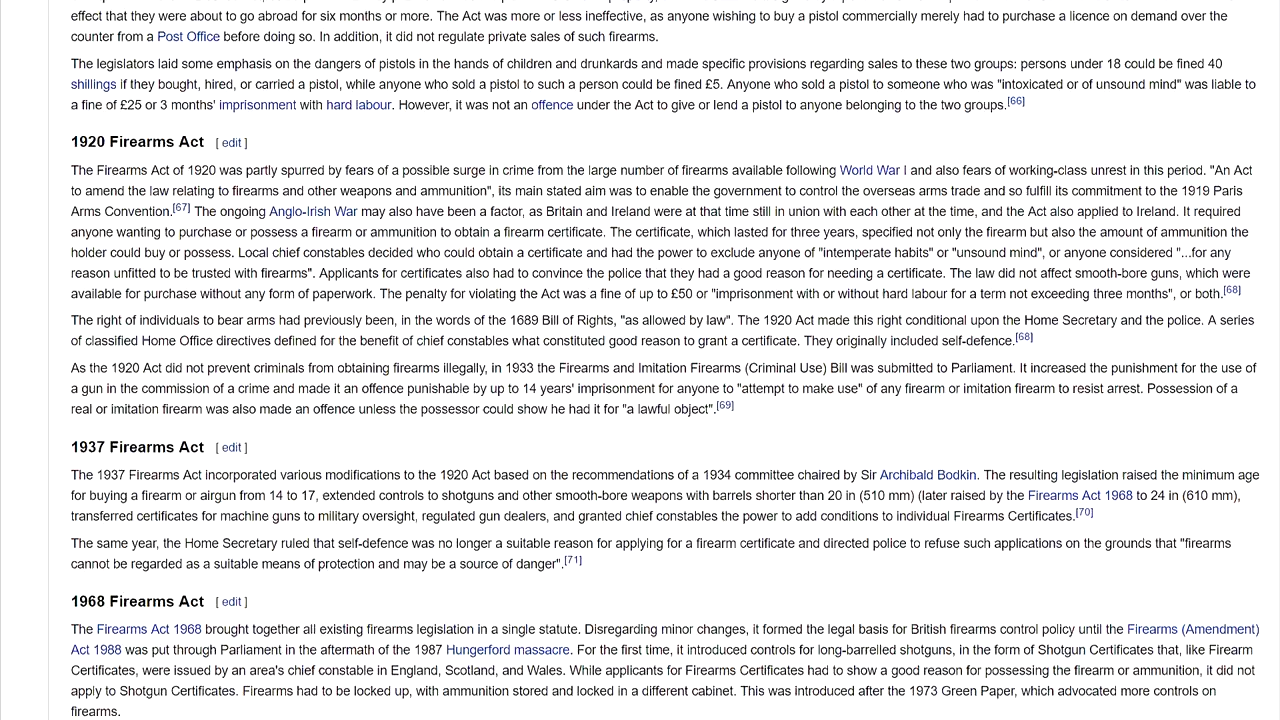 effect that they were about to go abroad for six months or more. The Act was more or less ineffective, as anyone wishing to buy a pistol commercially merely had to purchase a licence on demand over the
counter from a Post Office before doing so. In addition, it did not regulate private sales of such firearms.
The legislators laid some emphasis on the dangers of pistols in the hands of children and drunkards and made specific provisions regarding sales to these two groups: persons under 18 could be fined 40
shillings if they bought, hired, or carried a pistol, while anyone who sold a pistol to such a person could be fined £5. Anyone who sold a pistol to someone who was "intoxicated or of unsound mind" was liable to
a fine of £25 or 3 months' imprisonment with hard labour. However, it was not an offence under the Act to give or lend a pistol to anyone belonging to the two groups.[66]
1920 Firearms Act [ edit ]
The Firearms Act of 1920 was partly spurred by fears of a possible surge in crime from the large number of firearms available following World War I and also fears of working-class unrest in this period. "An Act
to amend the law relating to firearms and other weapons and ammunition", its main stated aim was to enable the government to control the overseas arms trade and so fulfill its commitment to the 1919 Paris
Arms Convention.[67] The ongoing Anglo-Irish War may also have been a factor, as Britain and Ireland were at that time still in union with each other at the time, and the Act also applied to Ireland. It required
anyone wanting to purchase or possess a firearm or ammunition to obtain a firearm certificate. The certificate, which lasted for three years, specified not only the firearm but also the amount of ammunition the
holder could buy or possess. Local chief constables decided who could obtain a certificate and had the power to exclude anyone of "intemperate habits" or "unsound mind", or anyone considered "...for any
reason unfitted to be trusted with firearms". Applicants for certificates also had to convince the police that they had a good reason for needing a certificate. The law did not affect smooth-bore guns, which were
available for purchase without any form of paperwork. The penalty for violating the Act was a fine of up to £50 or "imprisonment with or without hard labour for a term not exceeding three months", or both.[68]
The right of individuals to bear arms had previously been, in the words of the 1689 Bill of Rights, "as allowed by law". The 1920 Act made this right conditional upon the Home Secretary and the police. A series
of classified Home Office directives defined for the benefit of chief constables what constituted good reason to grant a certificate. They originally included self-defence.[68]
As the 1920 Act did not prevent criminals from obtaining firearms illegally, in 1933 the Firearms and Imitation Firearms (Criminal Use) Bill was submitted to Parliament. It increased the punishment for the use of
a gun in the commission of a crime and made it an offence punishable by up to 14 years' imprisonment for anyone to "attempt to make use" of any firearm or imitation firearm to resist arrest. Possession of a
real or imitation firearm was also made an offence unless the possessor could show he had it for "a lawful object".[69]
1937 Firearms Act [ edit ]
The 1937 Firearms Act incorporated various modifications to the 1920 Act based on the recommendations of a 1934 committee chaired by Sir Archibald Bodkin. The resulting legislation raised the minimum age
for buying a firearm or airgun from 14 to 17, extended controls to shotguns and other smooth-bore weapons with barrels shorter than 20 in (510 mm) (later raised by the Firearms Act 1968 to 24 in (610 mm),
transferred certificates for machine guns to military oversight, regulated gun dealers, and granted chief constables the power to add conditions to individual Firearms Certificates.[70]
The same year, the Home Secretary ruled that self-defence was no longer a suitable reason for applying for a firearm certificate and directed police to refuse such applications on the grounds that "firearms
cannot be regarded as a suitable means of protection and may be a source of danger".[71]
1968 Firearms Act [ edit ]
The Firearms Act 1968 brought together all existing firearms legislation in a single statute. Disregarding minor changes, it formed the legal basis for British firearms control policy until the Firearms (Amendment)
Act 1988 was put through Parliament in the aftermath of the 1987 Hungerford massacre. For the first time, it introduced controls for long-barrelled shotguns, in the form of Shotgun Certificates that, like Firearm
Certificates, were issued by an area's chief constable in England, Scotland, and Wales. While applicants for Firearms Certificates had to show a good reason for possessing the firearm or ammunition, it did not
apply to Shotgun Certificates. Firearms had to be locked up, with ammunition stored and locked in a different cabinet. This was introduced after the 1973 Green Paper, which advocated more controls on
firearms.